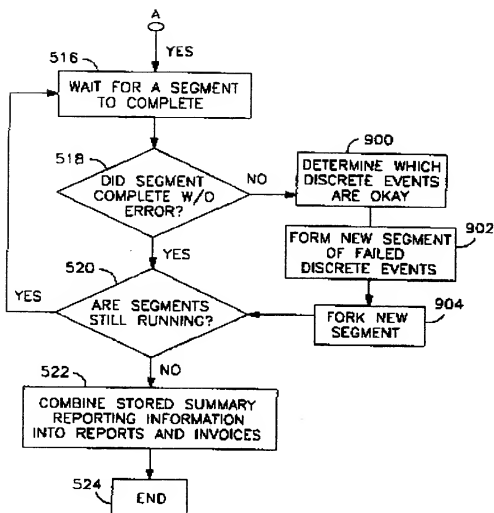 A
YES
516
WAIT FOR A SEGMENT
TO COMPLETE
518
DID SEGMENT
COMPLETE W/O
ERROR?
NO
900
DETERMINE WHICH
DISCRETE EVENTS
ARE OKAY
902
FORM NEW SEGMENT
OF FAILED
DISCRETE EVENTS
904
FORK NEW
SEGMENT
YES
520
YES
ARE SEGMENTS
STILL RUNNING?
NO
522
COMBINE STORED SUMMARY
REPORTING INFORMATION
INTO REPORTS AND INVOICES
524
END